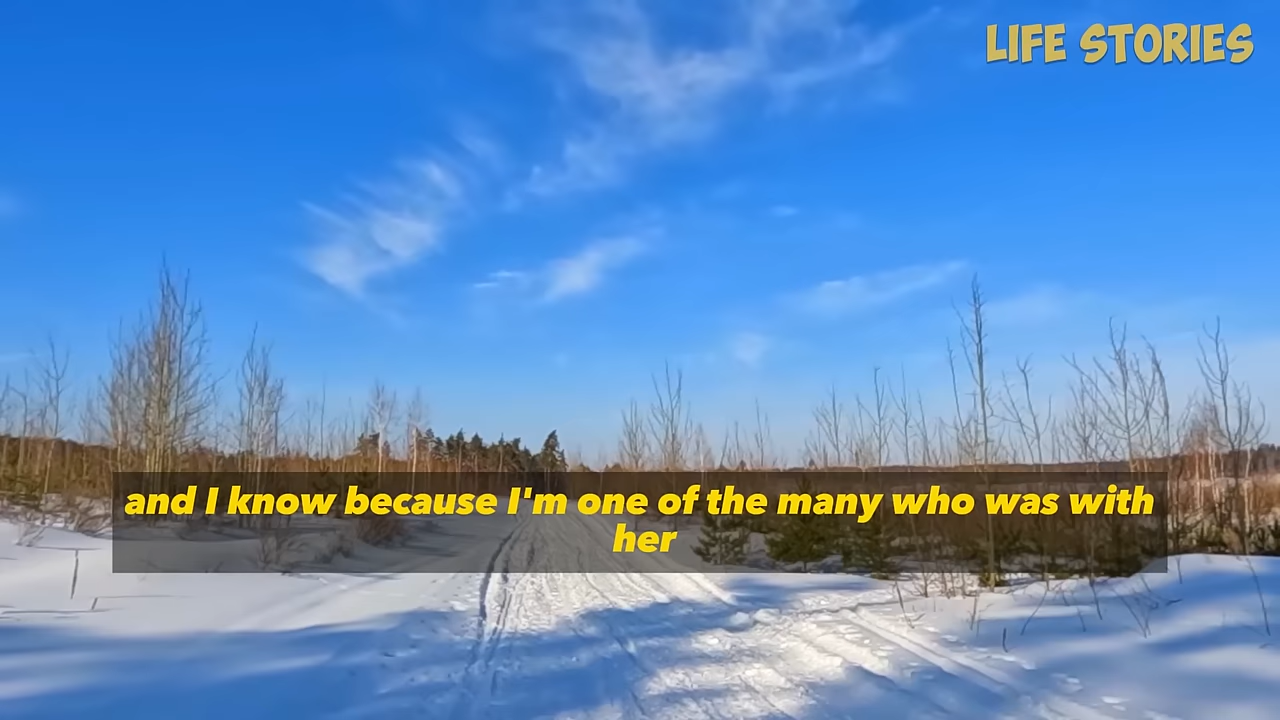 LIFE STORIES
and I know because I'm one of the many who was with
her